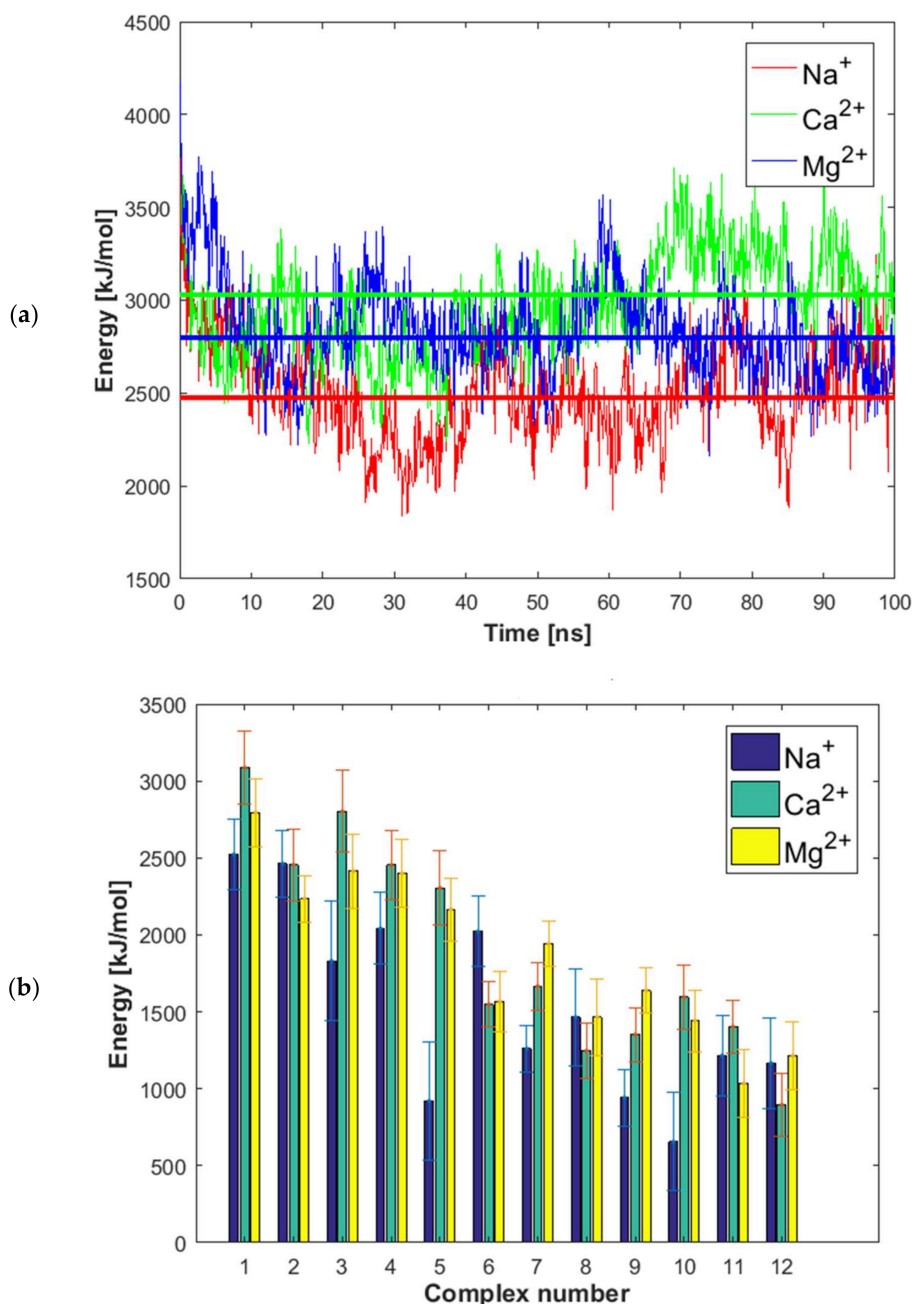 (a)
4500
4000
3500
3000
2500
2000
1500
Energy [kJ/mol]
Na⁺
Ca²⁺
Mg²⁺
0 10 20 30 40 50 60 70 80 90 100
Time [ns]
(b)
3500
3000
2500
2000
1500
1000
500
0
Energy [kJ/mol]
Na⁺
Ca²⁺
Mg²⁺
1 2 3 4 5 6 7 8 9 10 11 12
Complex number